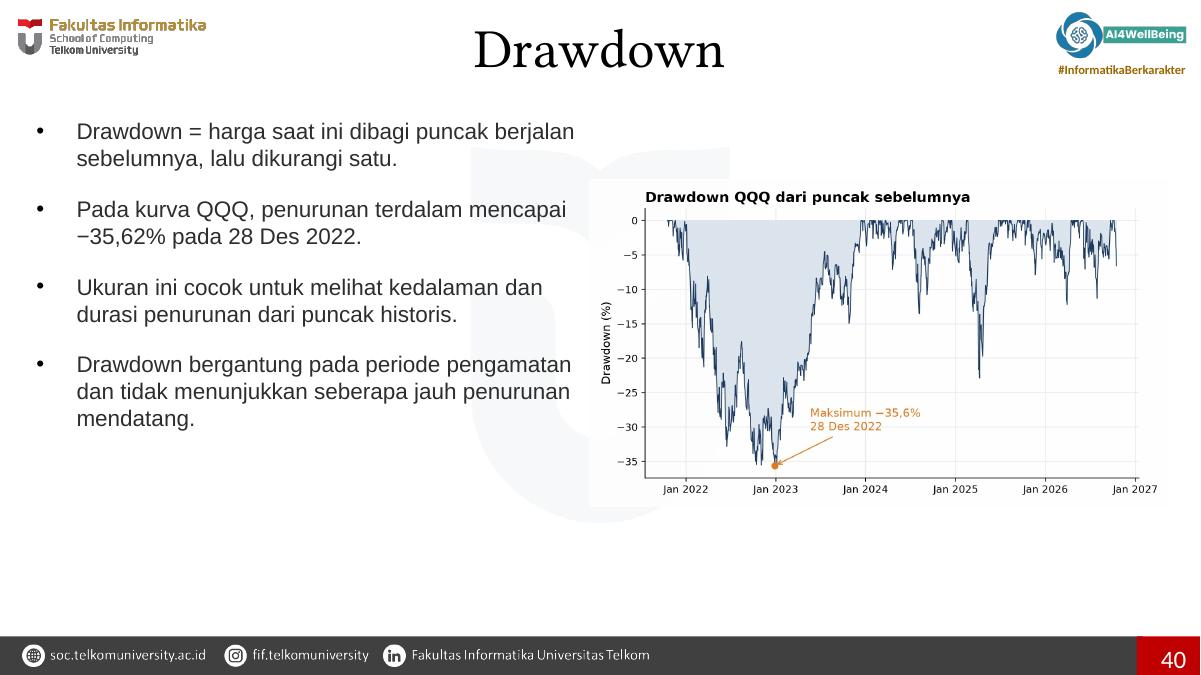 Fakultas Informatika
School of Computing
Telkom University
Drawdown
AI4WellBeing
#InformatikaBerkarakter
• Drawdown = harga saat ini dibagi puncak berjalan
sebelumnya, lalu dikurangi satu.
• Pada kurva QQQ, penurunan terdalam mencapai
−35,62% pada 28 Des 2022.
• Ukuran ini cocok untuk melihat kedalaman dan
durasi penurunan dari puncak historis.
• Drawdown bergantung pada periode pengamatan
dan tidak menunjukkan seberapa jauh penurunan
mendatang.
Drawdown QQQ dari puncak sebelumnya
Drawdown (%)
0
−5
−10
−15
−20
−25
−30
−35
Maksimum −35,6%
28 Des 2022
Jan 2022 Jan 2023 Jan 2024 Jan 2025 Jan 2026 Jan 2027
soc.telkomuniversity.ac.id fif.telkomuniversity Fakultas Informatika Universitas Telkom
40